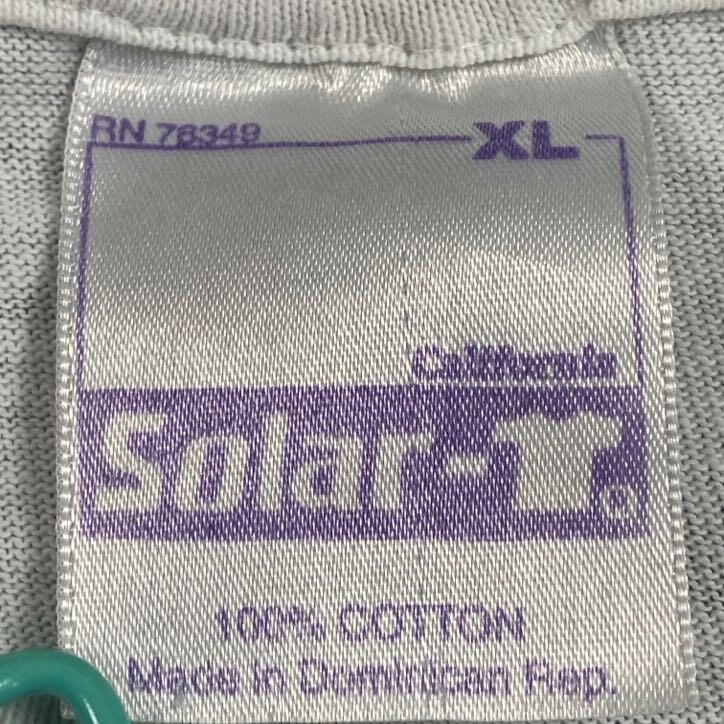 RN 78349 XL
California
Solar-T®
100% COTTON
Made in Dominican Rep.